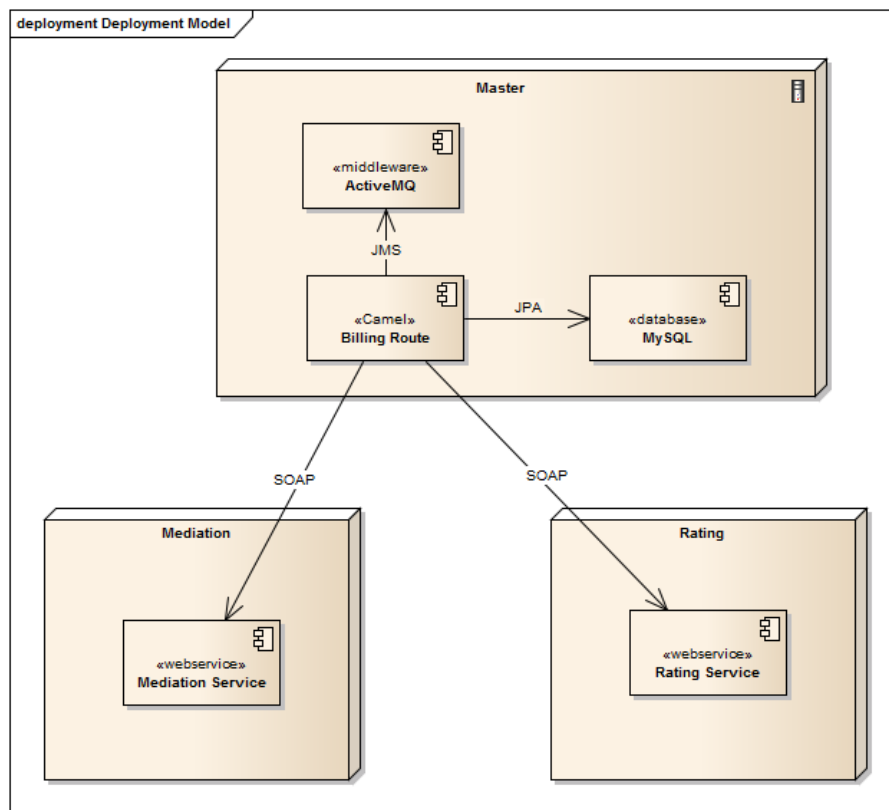 deployment Deployment Model
Master
«middleware»
ActiveMQ
JMS
«Camel»
Billing Route
JPA
«database»
MySQL
SOAP
SOAP
Mediation
Rating
«webservice»
Mediation Service
«webservice»
Rating Service